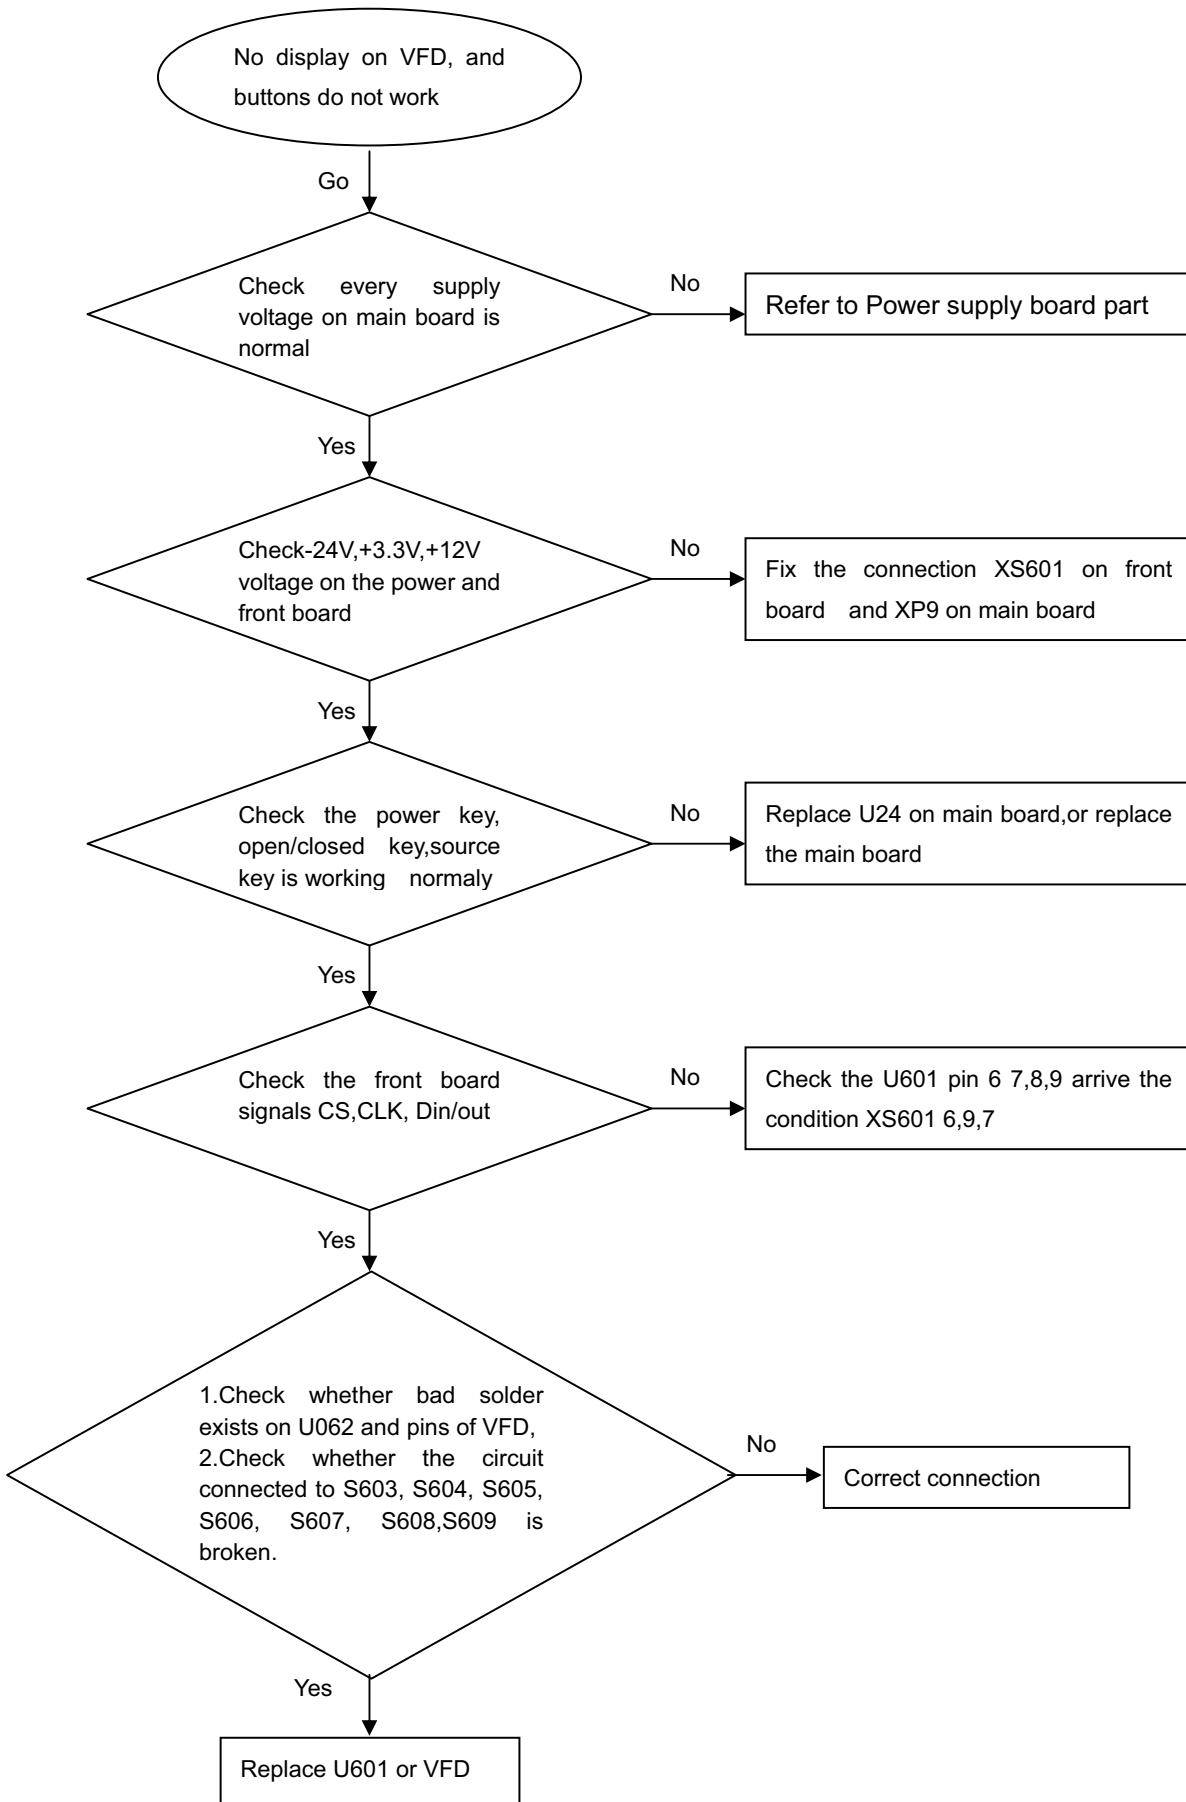 No display on VFD, and
buttons do not work
Go
Check every supply
voltage on main board is
normal
No
Refer to Power supply board part
Yes
Check-24V,+3.3V,+12V
voltage on the power and
front board
No
Fix the connection XS601 on front
board and XP9 on main board
Yes
Check the power key,
open/closed key,source
key is working normaly
No
Replace U24 on main board,or replace
the main board
Yes
Check the front board
signals CS,CLK, Din/out
No
Check the U601 pin 6 7,8,9 arrive the
condition XS601 6,9,7
Yes
1.Check whether bad solder
exists on U062 and pins of VFD,
2.Check whether the circuit
connected to S603, S604, S605,
S606, S607, S608,S609 is
broken.
No
Correct connection
Yes
Replace U601 or VFD